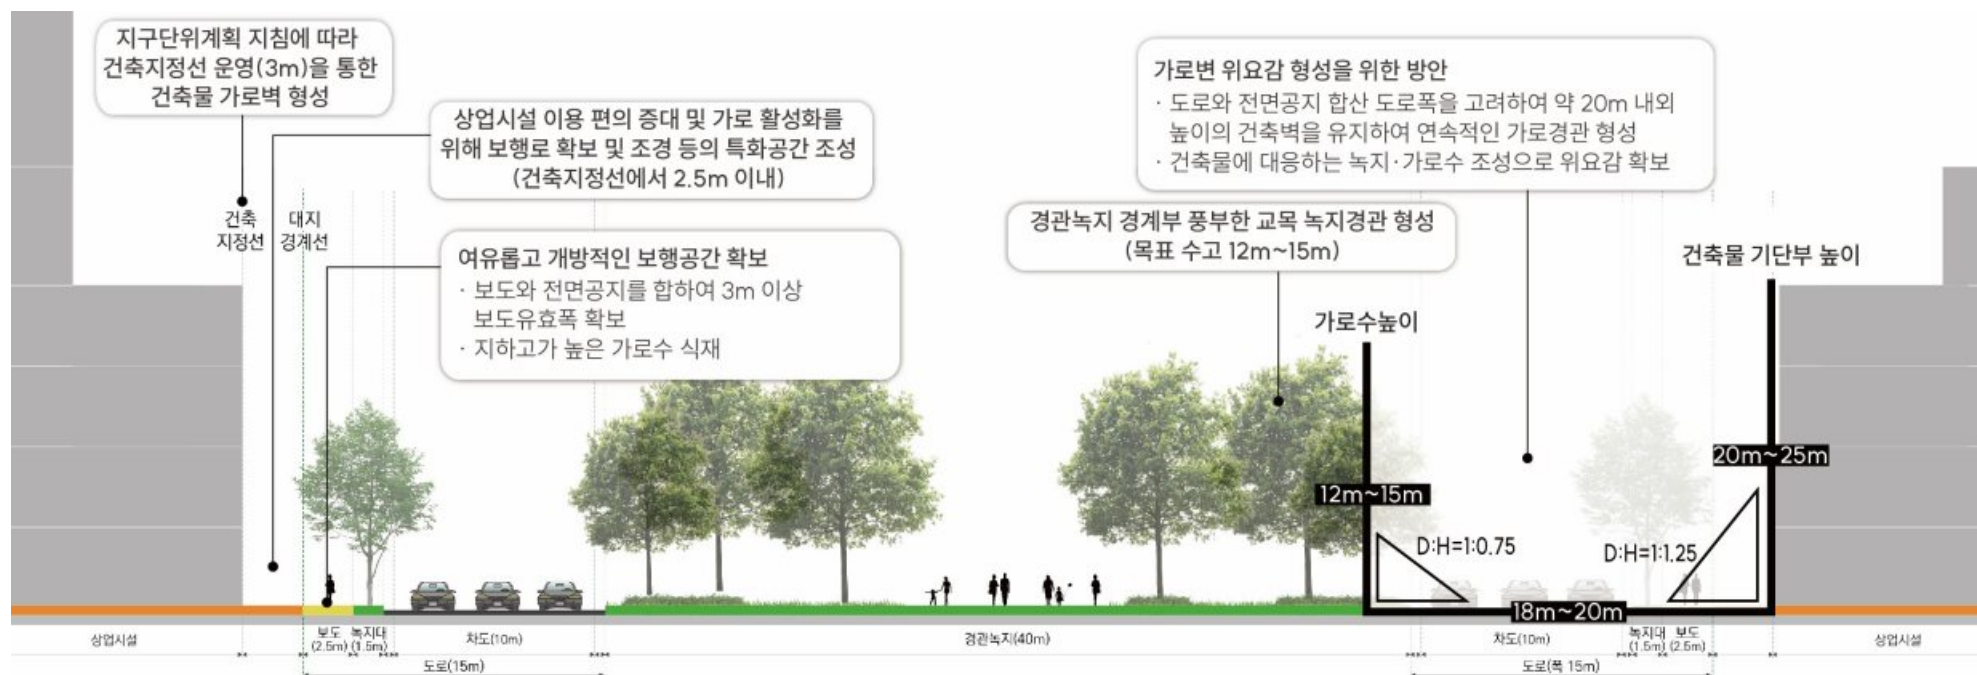 지구단위계획 지침에 따라
건축지정선 운영(3m)을 통한
건축물 가로벽 형성
상업시설 이용 편의 증대 및 가로 활성화를
위해 보행로 확보 및 조경 등의 특화공간 조성
(건축지정선에서 2.5m 이내)
가로변 위요감 형성을 위한 방안
· 도로와 전면공지 합산 도로폭을 고려하여 약 20m 내외
높이의 건축벽을 유지하여 연속적인 가로경관 형성
· 건축물에 대응하는 녹지·가로수 조성으로 위요감 확보
건축
지정선
대지
경계선
여유롭고 개방적인 보행공간 확보
· 보도와 전면공지를 합하여 3m 이상
보도유효폭 확보
· 지하고가 높은 가로수 식재
경관녹지 경계부 풍부한 교목 녹지경관 형성
(목표 수고 12m~15m)
건축물 기단부 높이
가로수높이
20m~25m
12m~15m
D:H=1:0.75
D:H=1:1.25
18m~20m
상업시설
보도
(2.5m)
녹지대
(1.5m)
차도(10m)
경관녹지(40m)
차도(10m)
녹지대
(1.5m)
보도
(2.5m)
상업시설
도로(15m)
도로(폭 15m)